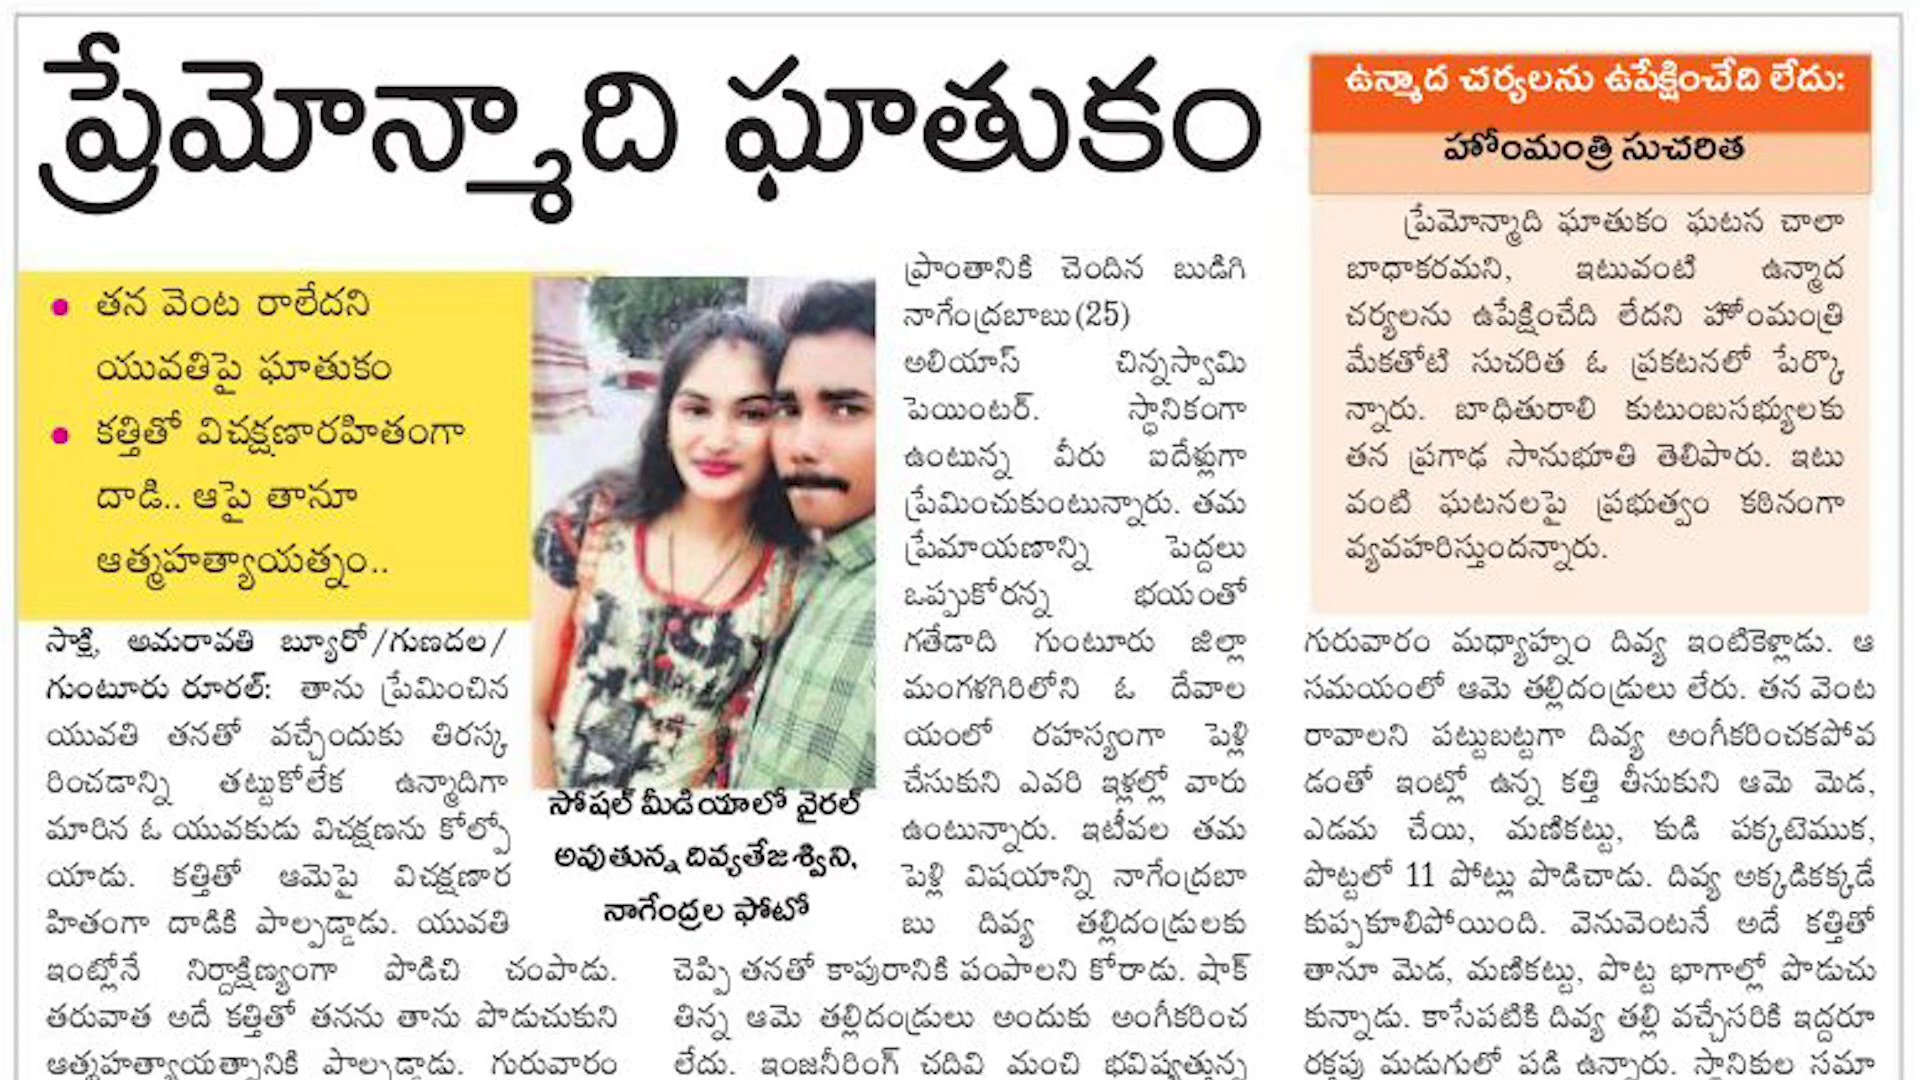 ప్రేమోన్మాది ఘాతుకం
● తన వెంట రాలేదని
యువతిపై ఘాతుకం
● కత్తితో విచక్షణారహితంగా
దాడి.. ఆపై తానూ
ఆత్మహత్యాయత్నం..
సాక్షి, అమరావతి బ్యూరో/గుణదల/
గుంటూరు రూరల్: తాను ప్రేమించిన
యువతి తనతో వచ్చేందుకు తిరస్క
రించడాన్ని తట్టుకోలేక ఉన్మాదిగా
మారిన ఓ యువకుడు విచక్షణను కోల్పో
యాడు. కత్తితో ఆమెపై విచక్షణార
హితంగా దాడికి పాల్పడ్డాడు. యువతి
ఇంట్లోనే నిర్దాక్షిణ్యంగా పొడిచి చంపాడు.
తరువాత అదే కత్తితో తనను తాను పొడుచుకుని
ఆత్మహత్యాయత్నానికి పాల్పడ్డాడు. గురువారం
సోషల్ మీడియాలో వైరల్
అవుతున్న దివ్యతేజశ్విని,
నాగేంద్రల ఫోటో
ప్రాంతానికి చెందిన బుడిగి
నాగేంద్రబాబు(25)
అలియాస్ చిన్నస్వామి
పెయింటర్. స్థానికంగా
ఉంటున్న వీరు ఐదేళ్లుగా
ప్రేమించుకుంటున్నారు. తమ
ప్రేమాయణాన్ని పెద్దలు
ఒప్పుకోరన్న భయంతో
గతేడాది గుంటూరు జిల్లా
మంగళగిరిలోని ఓ దేవాల
యంలో రహస్యంగా పెళ్లి
చేసుకుని ఎవరి ఇళ్లల్లో వారు
ఉంటున్నారు. ఇటీవల తమ
పెళ్లి విషయాన్ని నాగేంద్రబా
బు దివ్య తల్లిదండ్రులకు
చెప్పి తనతో కాపురానికి పంపాలని కోరాడు. షాక్
తిన్న ఆమె తల్లిదండ్రులు అందుకు అంగీకరించ
లేదు. ఇంజనీరింగ్ చదివి మంచి భవిష్యత్తున్న
ఉన్మాద చర్యలను ఉపేక్షించేది లేదు:
హోంమంత్రి సుచరిత
ప్రేమోన్మాది ఘాతుకం ఘటన చాలా
బాధాకరమని, ఇటువంటి ఉన్మాద
చర్యలను ఉపేక్షించేది లేదని హోంమంత్రి
మేకతోటి సుచరిత ఓ ప్రకటనలో పేర్కొ
న్నారు. బాధితురాలి కుటుంబసభ్యులకు
తన ప్రగాఢ సానుభూతి తెలిపారు. ఇటు
వంటి ఘటనలపై ప్రభుత్వం కఠినంగా
వ్యవహరిస్తుందన్నారు.
గురువారం మధ్యాహ్నం దివ్య ఇంటికెళ్లాడు. ఆ
సమయంలో ఆమె తల్లిదండ్రులు లేరు. తన వెంట
రావాలని పట్టుబట్టగా దివ్య అంగీకరించకపోవ
డంతో ఇంట్లో ఉన్న కత్తి తీసుకుని ఆమె మెడ,
ఎడమ చేయి, మణికట్టు, కుడి పక్కటెముక,
పొట్టలో 11 పోట్లు పొడిచాడు. దివ్య అక్కడికక్కడే
కుప్పకూలిపోయింది. వెనువెంటనే అదే కత్తితో
తానూ మెడ, మణికట్టు, పొట్ట భాగాల్లో పొడుచు
కున్నాడు. కాసేపటికి దివ్య తల్లి వచ్చేసరికి ఇద్దరూ
రక్తపు మడుగులో పడి ఉన్నారు. స్థానికుల సమా